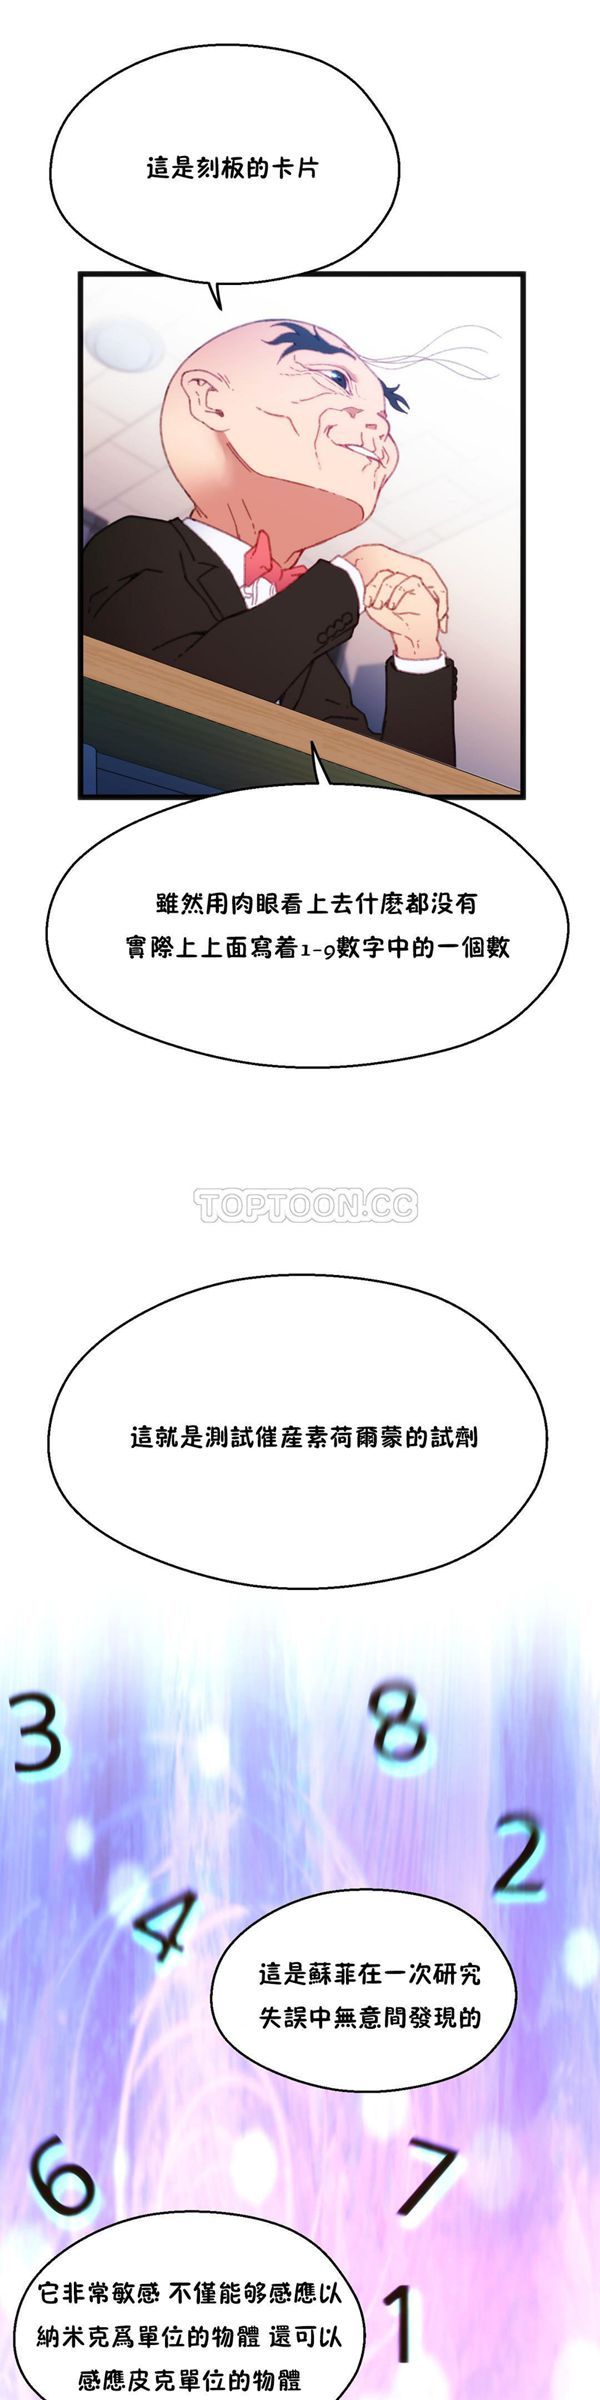 這是刻板的卡片
雖然用肉眼看上去什麽都没有
實際上上面寫着1-9數字中的一個數
TOPTOON.CC
這就是測試催産素荷爾蒙的試劑
3
8
2
4
這是蘇菲在一次研究
失誤中無意間發現的
6
7
1
它非常敏感 不僅能够感應以
納米克爲單位的物體 還可以
感應皮克單位的物體